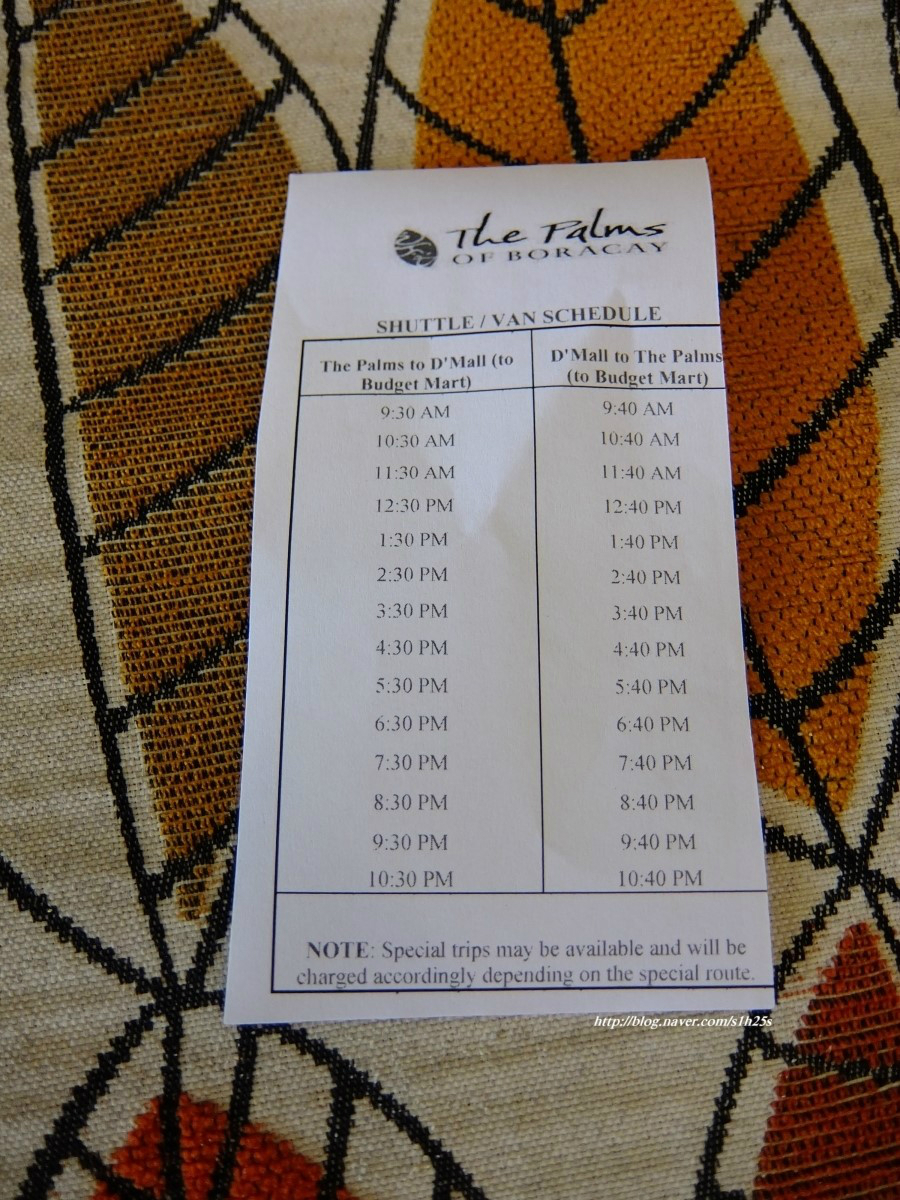 The Palms
OF BORACAY
SHUTTLE / VAN SCHEDULE
The Palms to D'Mall (to
Budget Mart)
D'Mall to The Palms
(to Budget Mart)
9:30 AM 9:40 AM
10:30 AM 10:40 AM
11:30 AM 11:40 AM
12:30 PM 12:40 PM
1:30 PM 1:40 PM
2:30 PM 2:40 PM
3:30 PM 3:40 PM
4:30 PM 4:40 PM
5:30 PM 5:40 PM
6:30 PM 6:40 PM
7:30 PM 7:40 PM
8:30 PM 8:40 PM
9:30 PM 9:40 PM
10:30 PM 10:40 PM
NOTE: Special trips may be available and will be
charged accordingly depending on the special route.
http://blog.naver.com/s1h25s